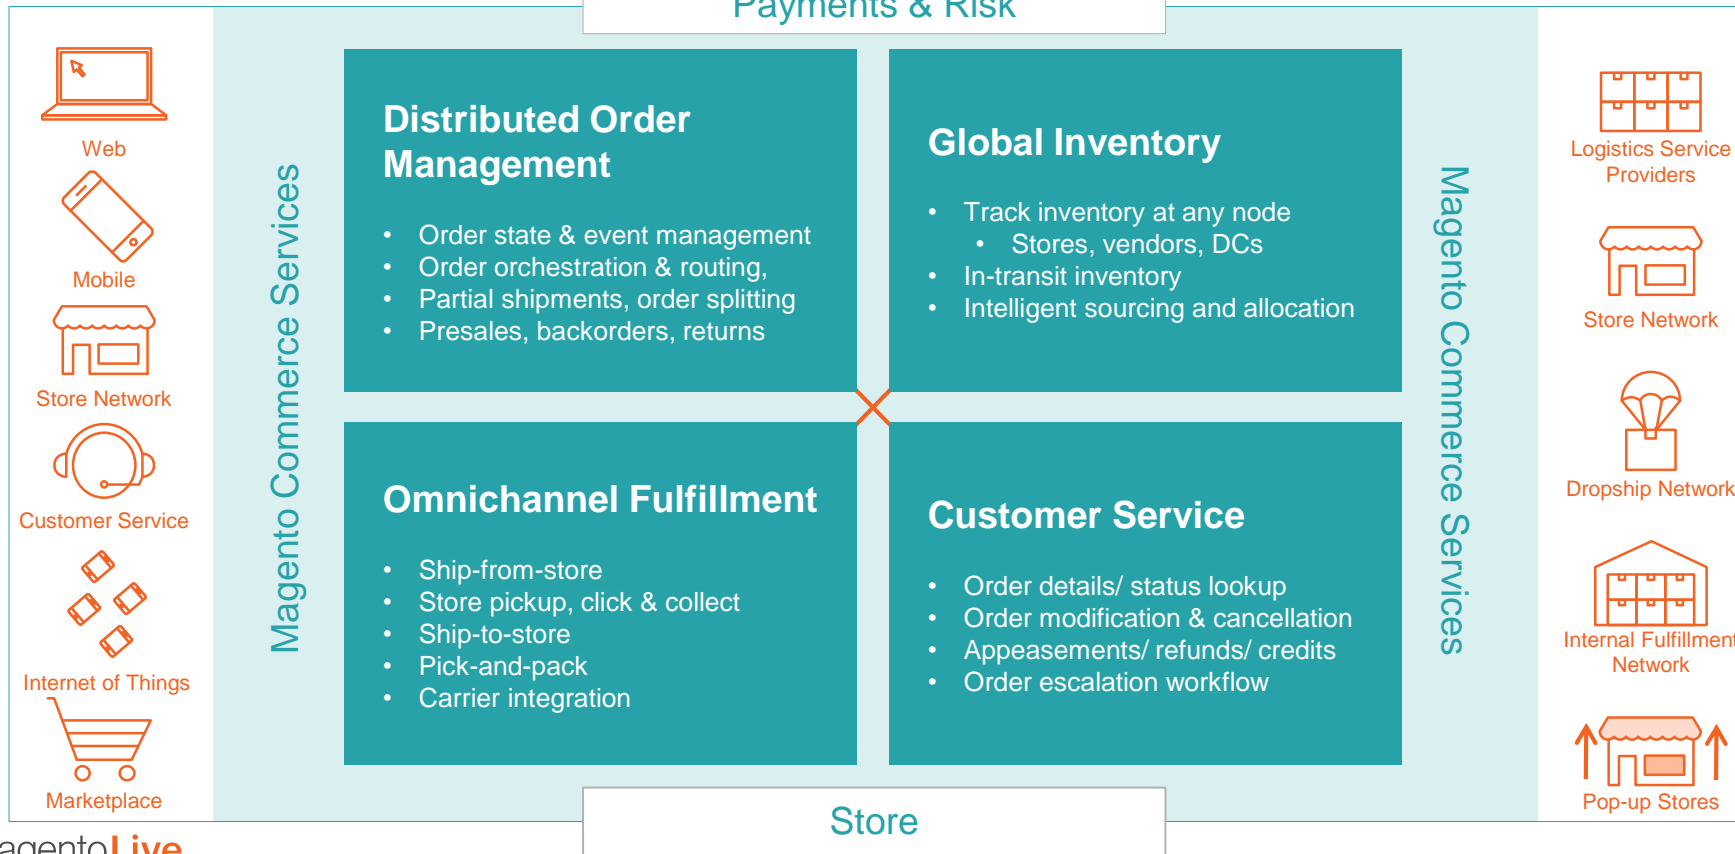 Payments & Risk
Web
Mobile
Store Network
Customer Service
Internet of Things
Marketplace
Magento Commerce Services
Distributed Order
Management
• Order state & event management
• Order orchestration & routing,
• Partial shipments, order splitting
• Presales, backorders, returns
Global Inventory
• Track inventory at any node
• Stores, vendors, DCs
• In-transit inventory
• Intelligent sourcing and allocation
Omnichannel Fulfillment
• Ship-from-store
• Store pickup, click & collect
• Ship-to-store
• Pick-and-pack
• Carrier integration
Customer Service
• Order details/ status lookup
• Order modification & cancellation
• Appeasements/ refunds/ credits
• Order escalation workflow
Magento Commerce Services
Logistics Service
Providers
Store Network
Dropship Network
Internal Fulfillment
Network
Pop-up Stores
Store
agentoLive